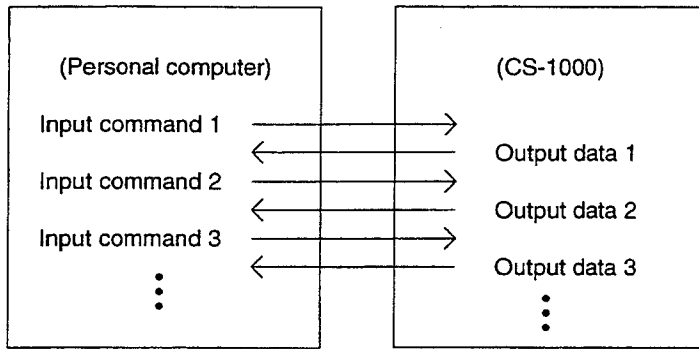 (Personal computer)
(CS-1000)
Input command 1
Output data 1
Input command 2
Output data 2
Input command 3
Output data 3